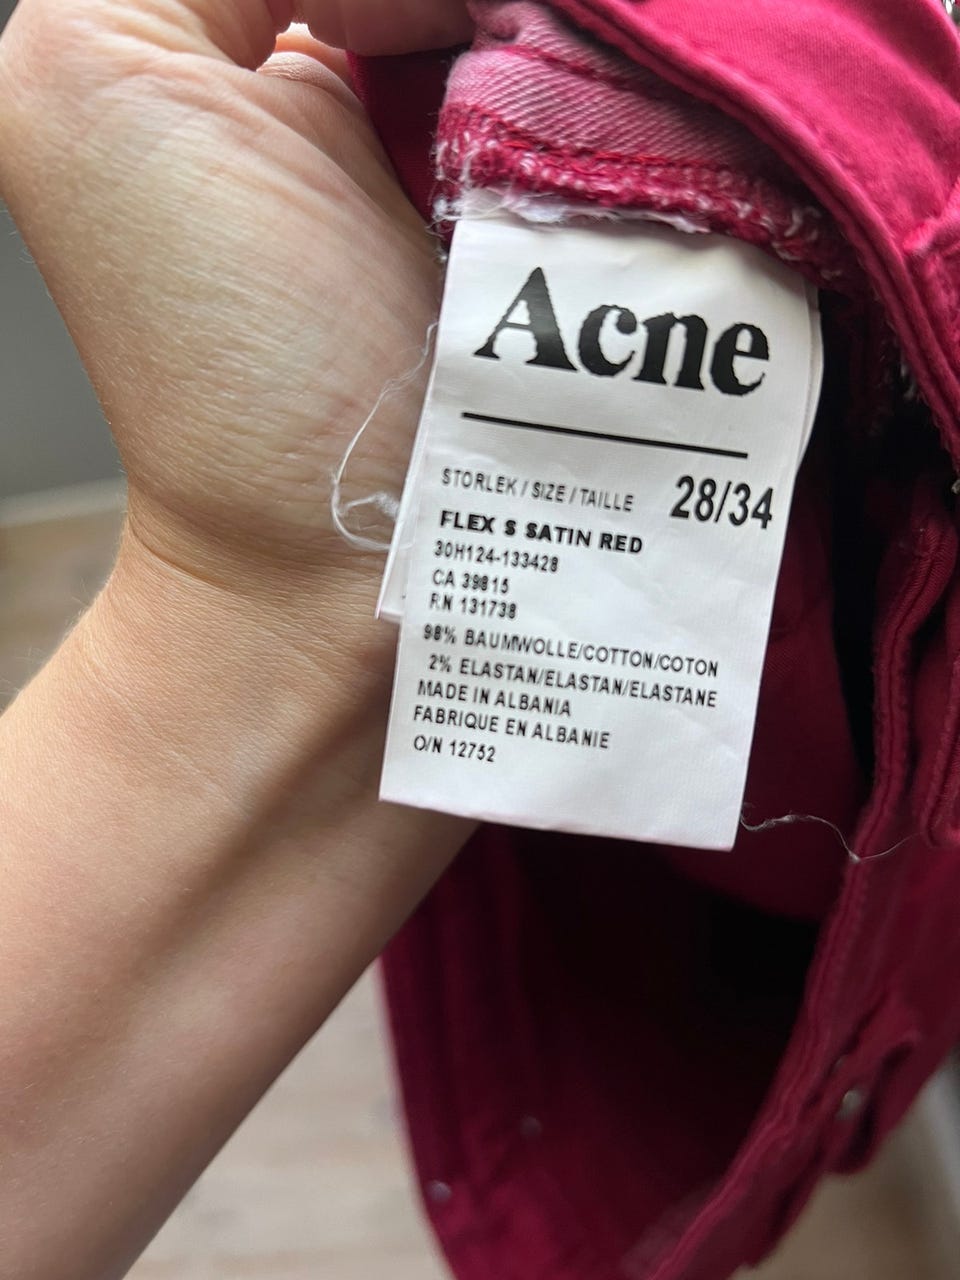 Acne
STORLEK / SIZE / TAILLE 28/34
FLEX S SATIN RED
30H124-133428
CA 39815
RN 131738
98% BAUMWOLLE/COTTON/COTON
2% ELASTAN/ELASTAN/ELASTANE
MADE IN ALBANIA
FABRIQUE EN ALBANIE
O/N 12752